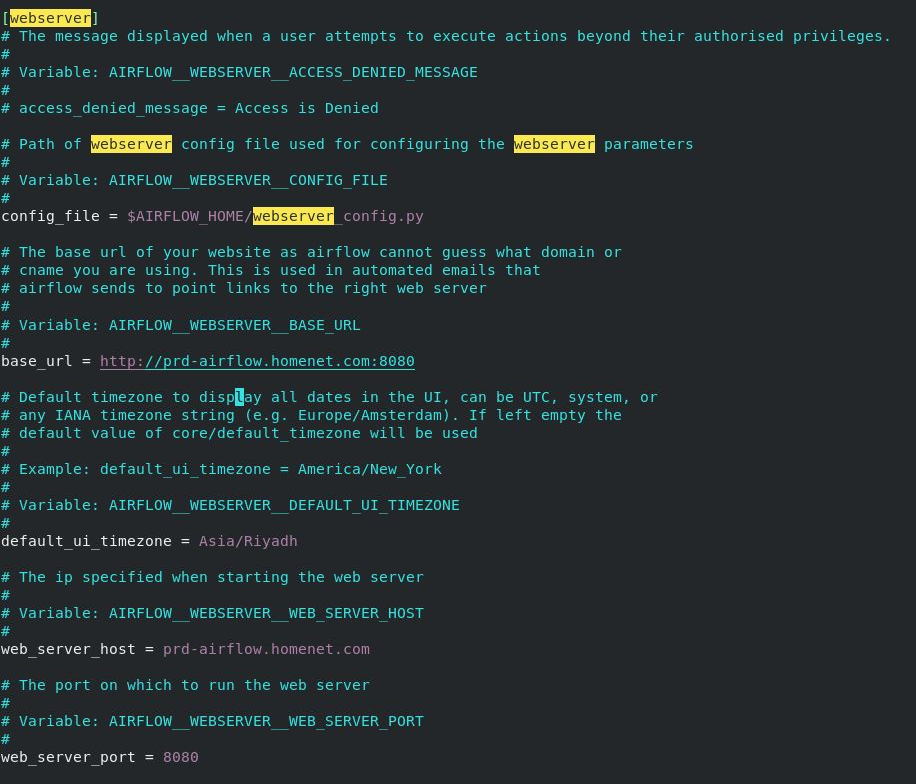 [webserver]
# The message displayed when a user attempts to execute actions beyond their authorised privileges.
#
# Variable: AIRFLOW__WEBSERVER__ACCESS_DENIED_MESSAGE
#
# access_denied_message = Access is Denied
# Path of webserver config file used for configuring the webserver parameters
#
# Variable: AIRFLOW__WEBSERVER__CONFIG_FILE
#
config_file = $AIRFLOW_HOME/webserver_config.py
# The base url of your website as airflow cannot guess what domain or
# cname you are using. This is used in automated emails that
# airflow sends to point links to the right web server
#
# Variable: AIRFLOW__WEBSERVER__BASE_URL
#
base_url = http://prd-airflow.homenet.com:8080
# Default timezone to display all dates in the UI, can be UTC, system, or
# any IANA timezone string (e.g. Europe/Amsterdam). If left empty the
# default value of core/default_timezone will be used
#
# Example: default_ui_timezone = America/New_York
#
# Variable: AIRFLOW__WEBSERVER__DEFAULT_UI_TIMEZONE
#
default_ui_timezone = Asia/Riyadh
# The ip specified when starting the web server
#
# Variable: AIRFLOW__WEBSERVER__WEB_SERVER_HOST
#
web_server_host = prd-airflow.homenet.com
# The port on which to run the web server
#
# Variable: AIRFLOW__WEBSERVER__WEB_SERVER_PORT
#
web_server_port = 8080